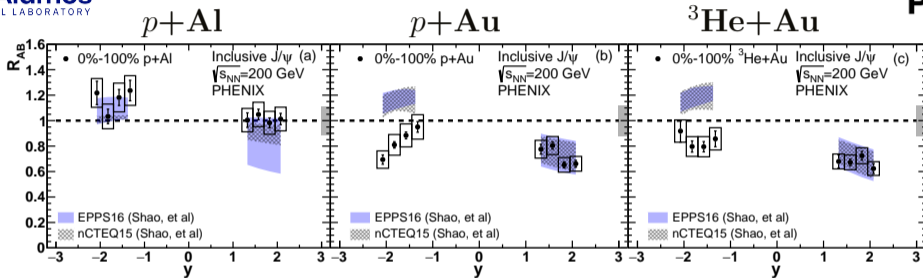 L LABORATORY
p+Al
p+Au
³He+Au
P
R_AB
1.6
1.4
1.2
1
0.8
0.6
0.4
0.2
0
0%-100% p+Al
Inclusive J/ψ (a)
√s_NN=200 GeV
PHENIX
EPPS16 (Shao, et al)
nCTEQ15 (Shao, et al)
−3 −2 −1 0 1 2 3
y
0%-100% p+Au
Inclusive J/ψ (b)
√s_NN=200 GeV
PHENIX
EPPS16 (Shao, et al)
nCTEQ15 (Shao, et al)
−3 −2 −1 0 1 2 3
y
0%-100% ³He+Au
Inclusive J/ψ (c)
√s_NN=200 GeV
PHENIX
EPPS16 (Shao, et al)
nCTEQ15 (Shao, et al)
−3 −2 −1 0 1 2 3
y